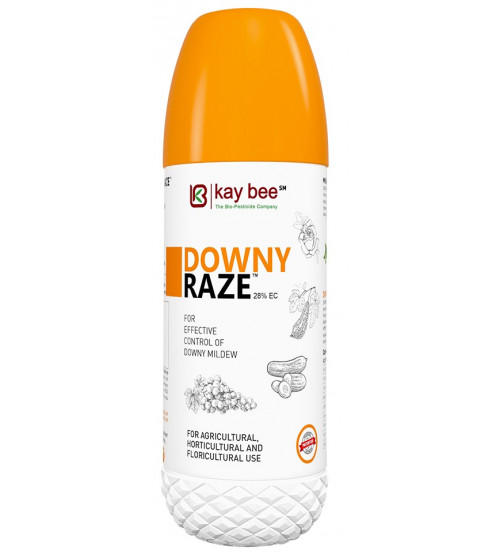 kay bee℠
The Bio-Pesticide Company
DOWNY
RAZE™ 28% EC
FOR
EFFECTIVE
CONTROL OF
DOWNY MILDEW
FOR AGRICULTURAL,
HORTICULTURAL AND
FLORICULTURAL USE